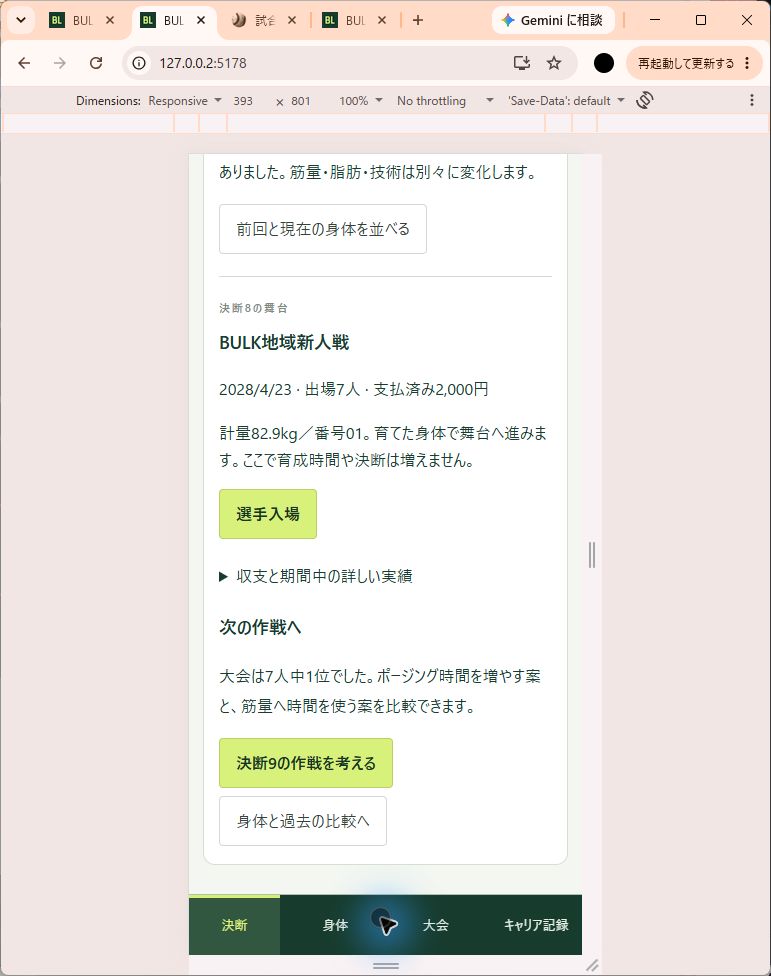 BL BUL
BL BUL
試合
BL BUL
Gemini に相談
127.0.0.2:5178
再起動して更新する
Dimensions: Responsive 393 × 801 100% No throttling 'Save-Data': default
ありました。筋量・脂肪・技術は別々に変化します。
前回と現在の身体を並べる
決断8の舞台
BULK地域新人戦
2028/4/23 · 出場7人 · 支払済み2,000円
計量82.9kg／番号01。育てた身体で舞台へ進みま
す。ここで育成時間や決断は増えません。
選手入場
▶ 収支と期間中の詳しい実績
次の作戦へ
大会は7人中1位でした。ポージング時間を増やす案
と、筋量へ時間を使う案を比較できます。
決断9の作戦を考える
身体と過去の比較へ
決断 身体 大会 キャリア記録